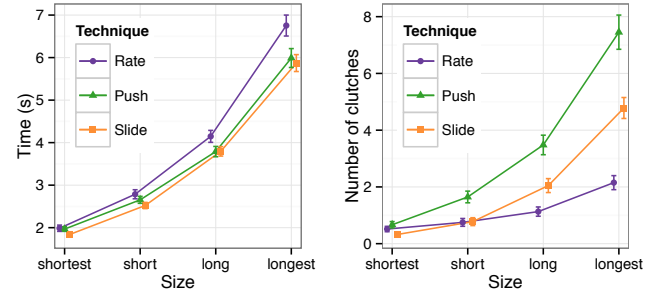 Time (s)
7
6
5
4
3
2
Technique
Rate
Push
Slide
shortest short long longest
Size
Number of clutches
8
6
4
2
0
Technique
Rate
Push
Slide
shortest short long longest
Size